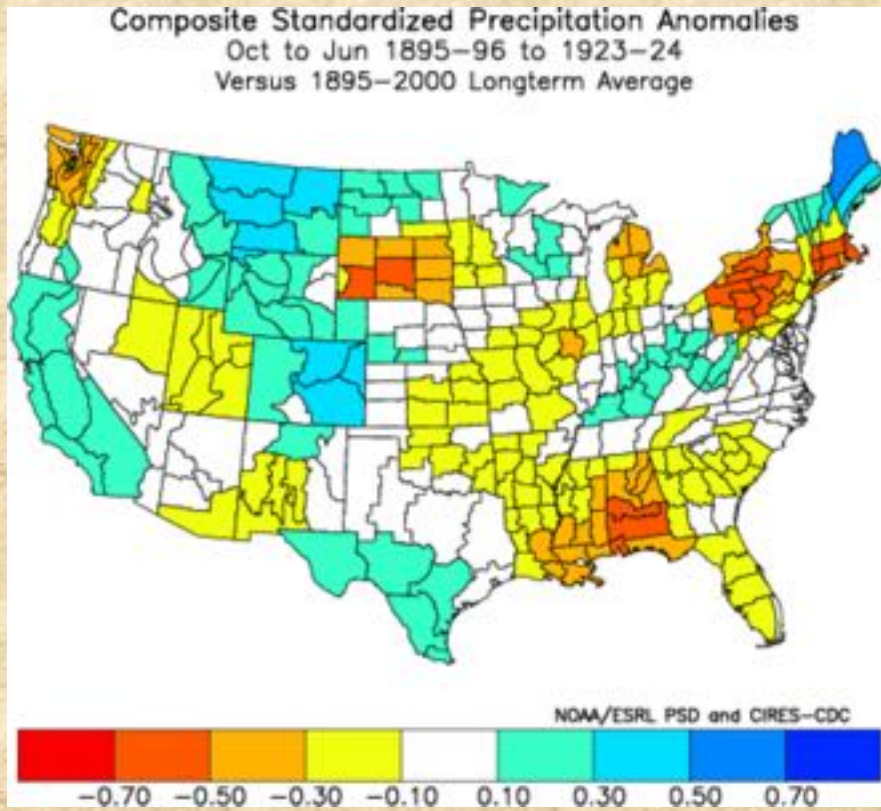 Composite Standardized Precipitation Anomalies
Oct to Jun 1895–96 to 1923–24
Versus 1895–2000 Longterm Average
NOAA/ESRL PSD and CIRES–CDC
−0.70 −0.50 −0.30 −0.10 0.10 0.30 0.50 0.70